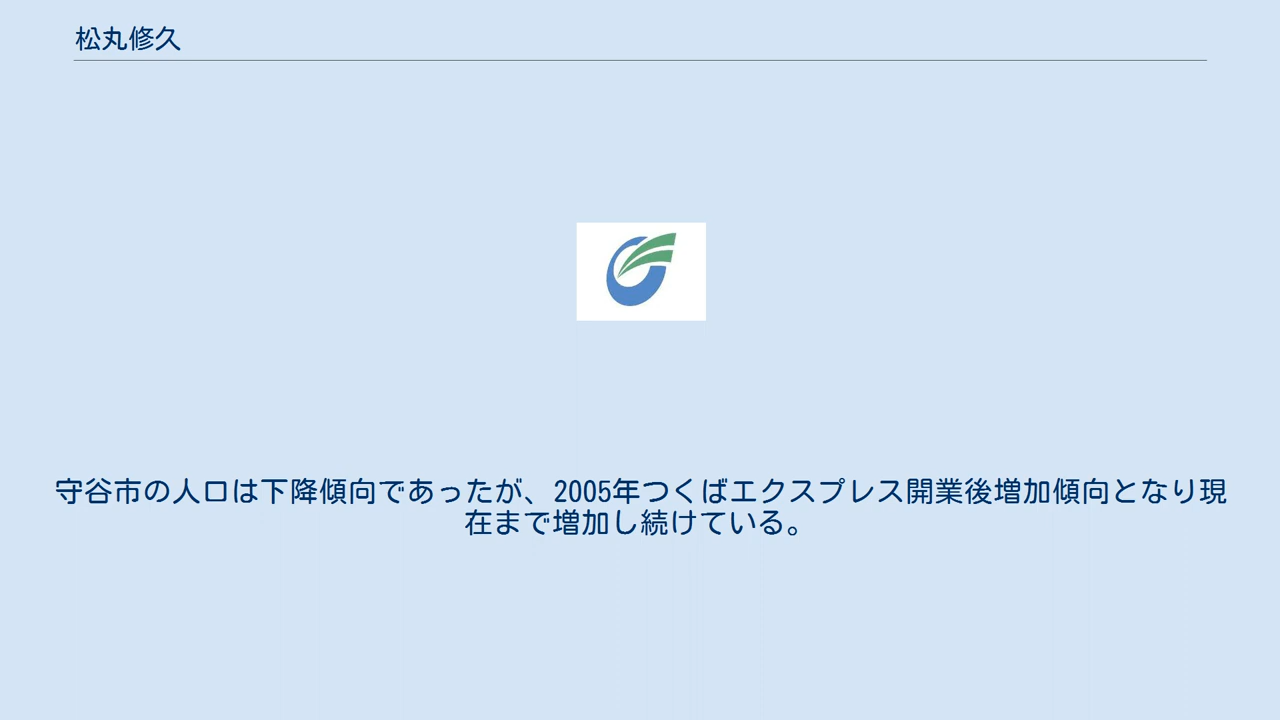 松丸修久
守谷市の人口は下降傾向であったが、2005年つくばエクスプレス開業後増加傾向となり現
在まで増加し続けている。